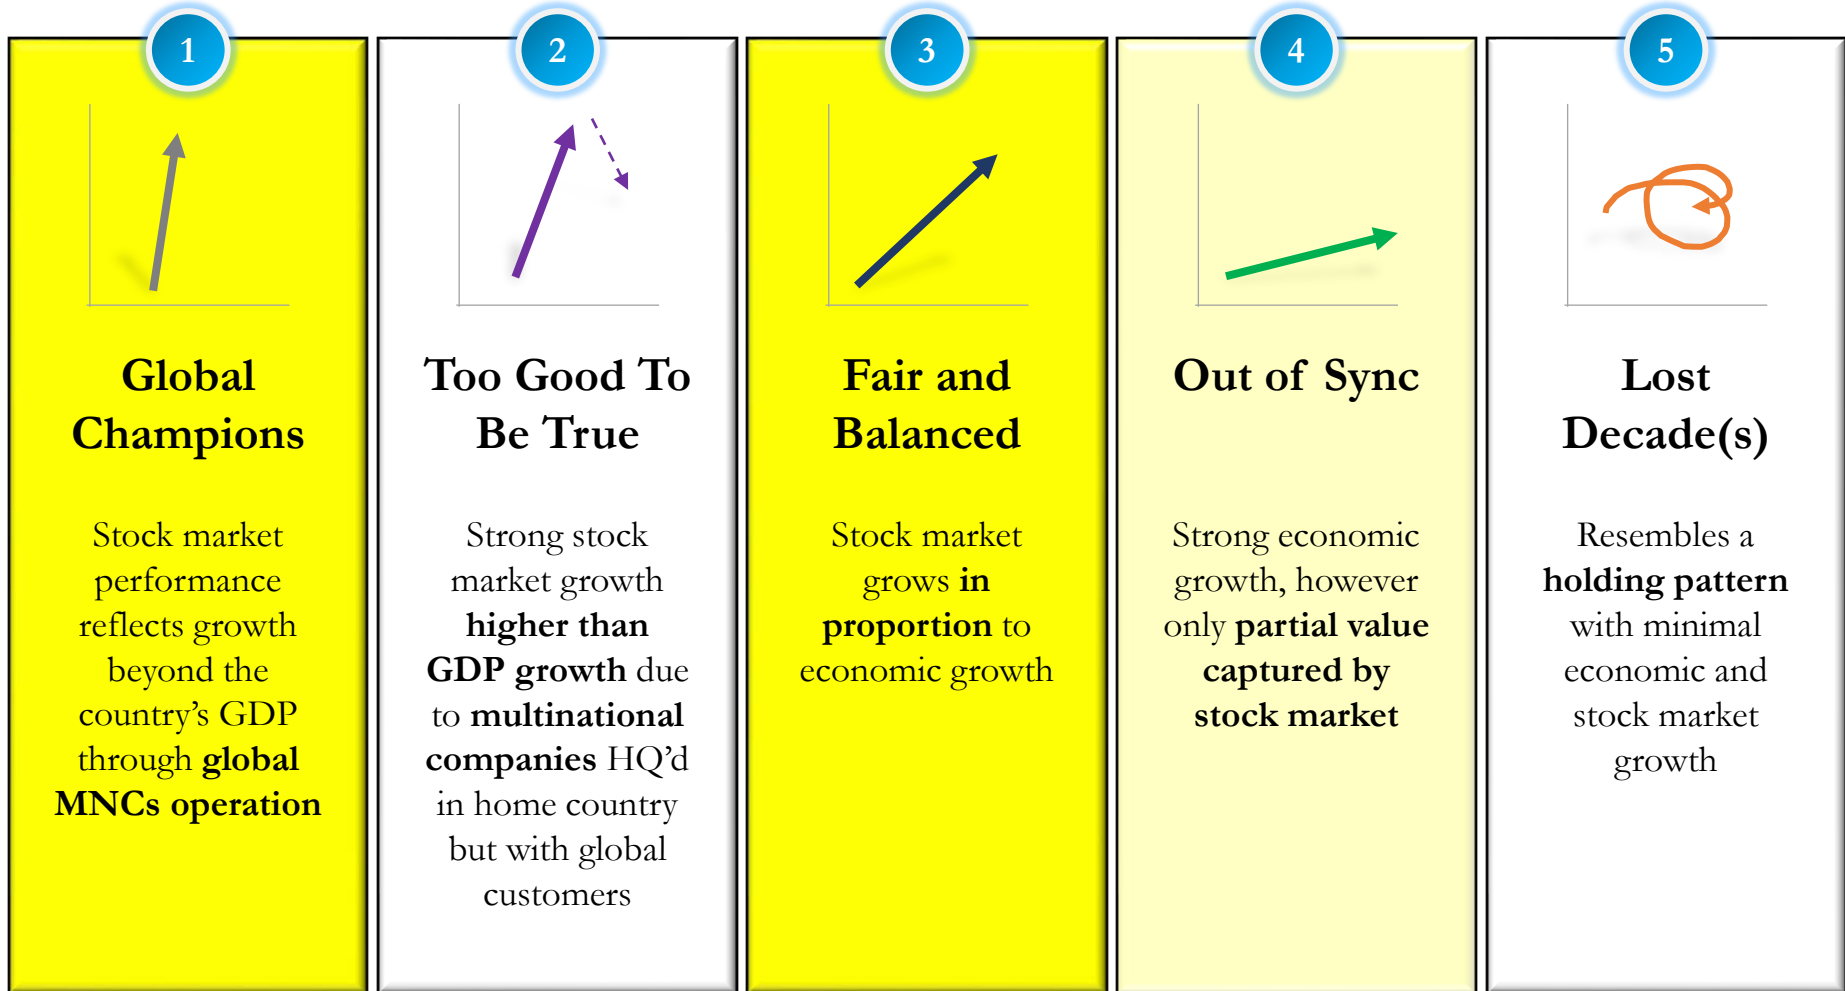 1
Global
Champions
Stock market
performance
reflects growth
beyond the
country’s GDP
through global
MNCs operation
2
Too Good To
Be True
Strong stock
market growth
higher than
GDP growth due
to multinational
companies HQ’d
in home country
but with global
customers
3
Fair and
Balanced
Stock market
grows in
proportion to
economic growth
4
Out of Sync
Strong economic
growth, however
only partial value
captured by
stock market
5
Lost
Decade(s)
Resembles a
holding pattern
with minimal
economic and
stock market
growth